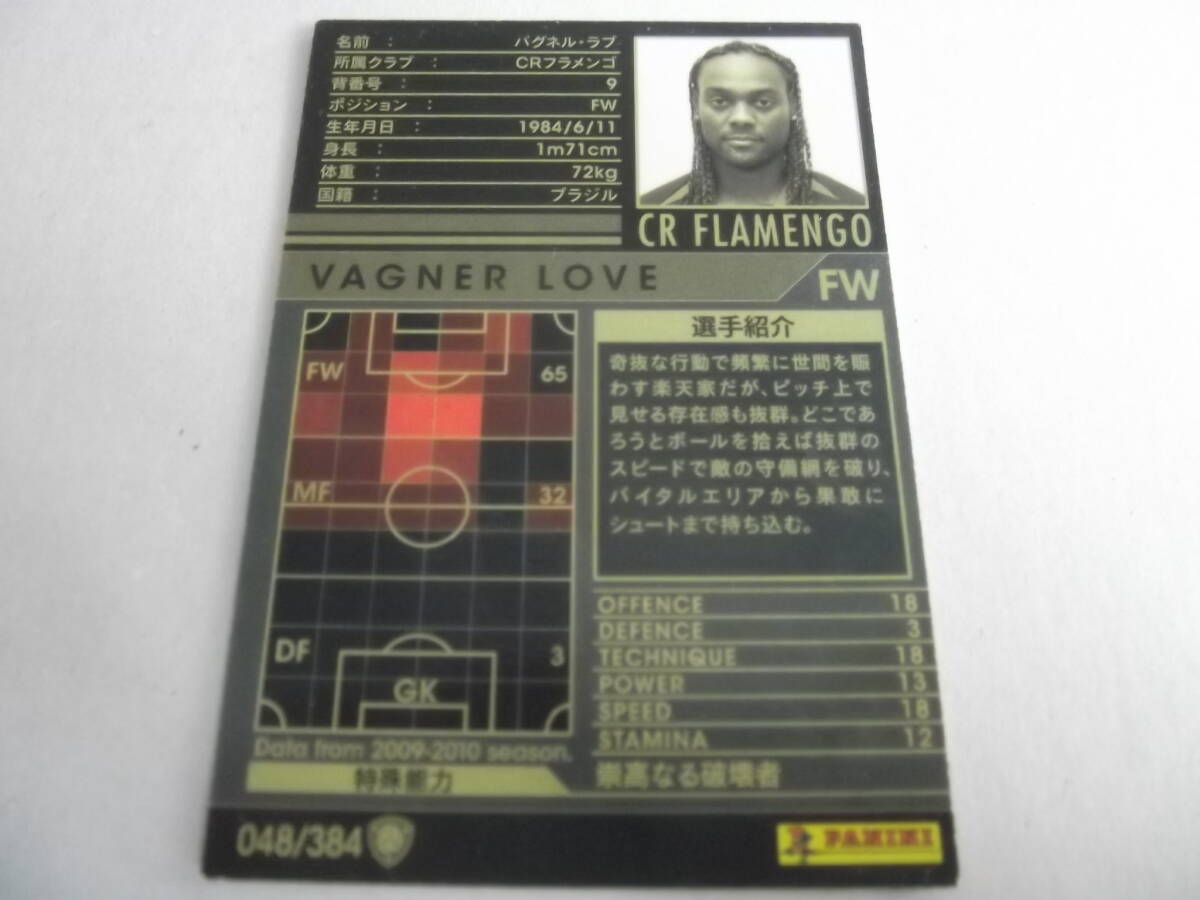 名前 : バグネル・ラブ
所属クラブ : CRフラメンゴ
背番号 : 9
ポジション : FW
生年月日 : 1984/6/11
身長 : 1m71cm
体重 : 72kg
国籍 : ブラジル
CR FLAMENGO
VAGNER LOVE
FW
FW 65
MF 32
DF 3
GK
Data from 2009-2010 season.
選手紹介
奇抜な行動で頻繁に世間を賑
わす楽天家だが、ピッチ上で
見せる存在感も抜群。どこであ
ろうとボールを拾えば抜群の
スピードで敵の守備網を破り、
バイタルエリアから果敢に
シュートまで持ち込む。
OFFENCE 18
DEFENCE 3
TECHNIQUE 18
POWER 13
SPEED 18
STAMINA 12
特殊能力
崇高なる破壊者
048/384
PANINI